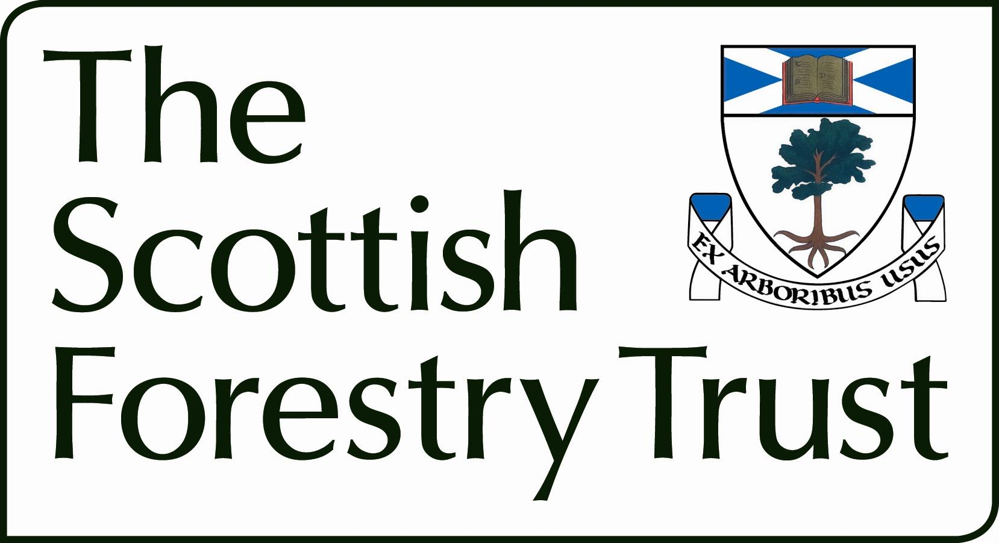 The
Scottish
Forestry Trust
EX ARBORIBUS USUS